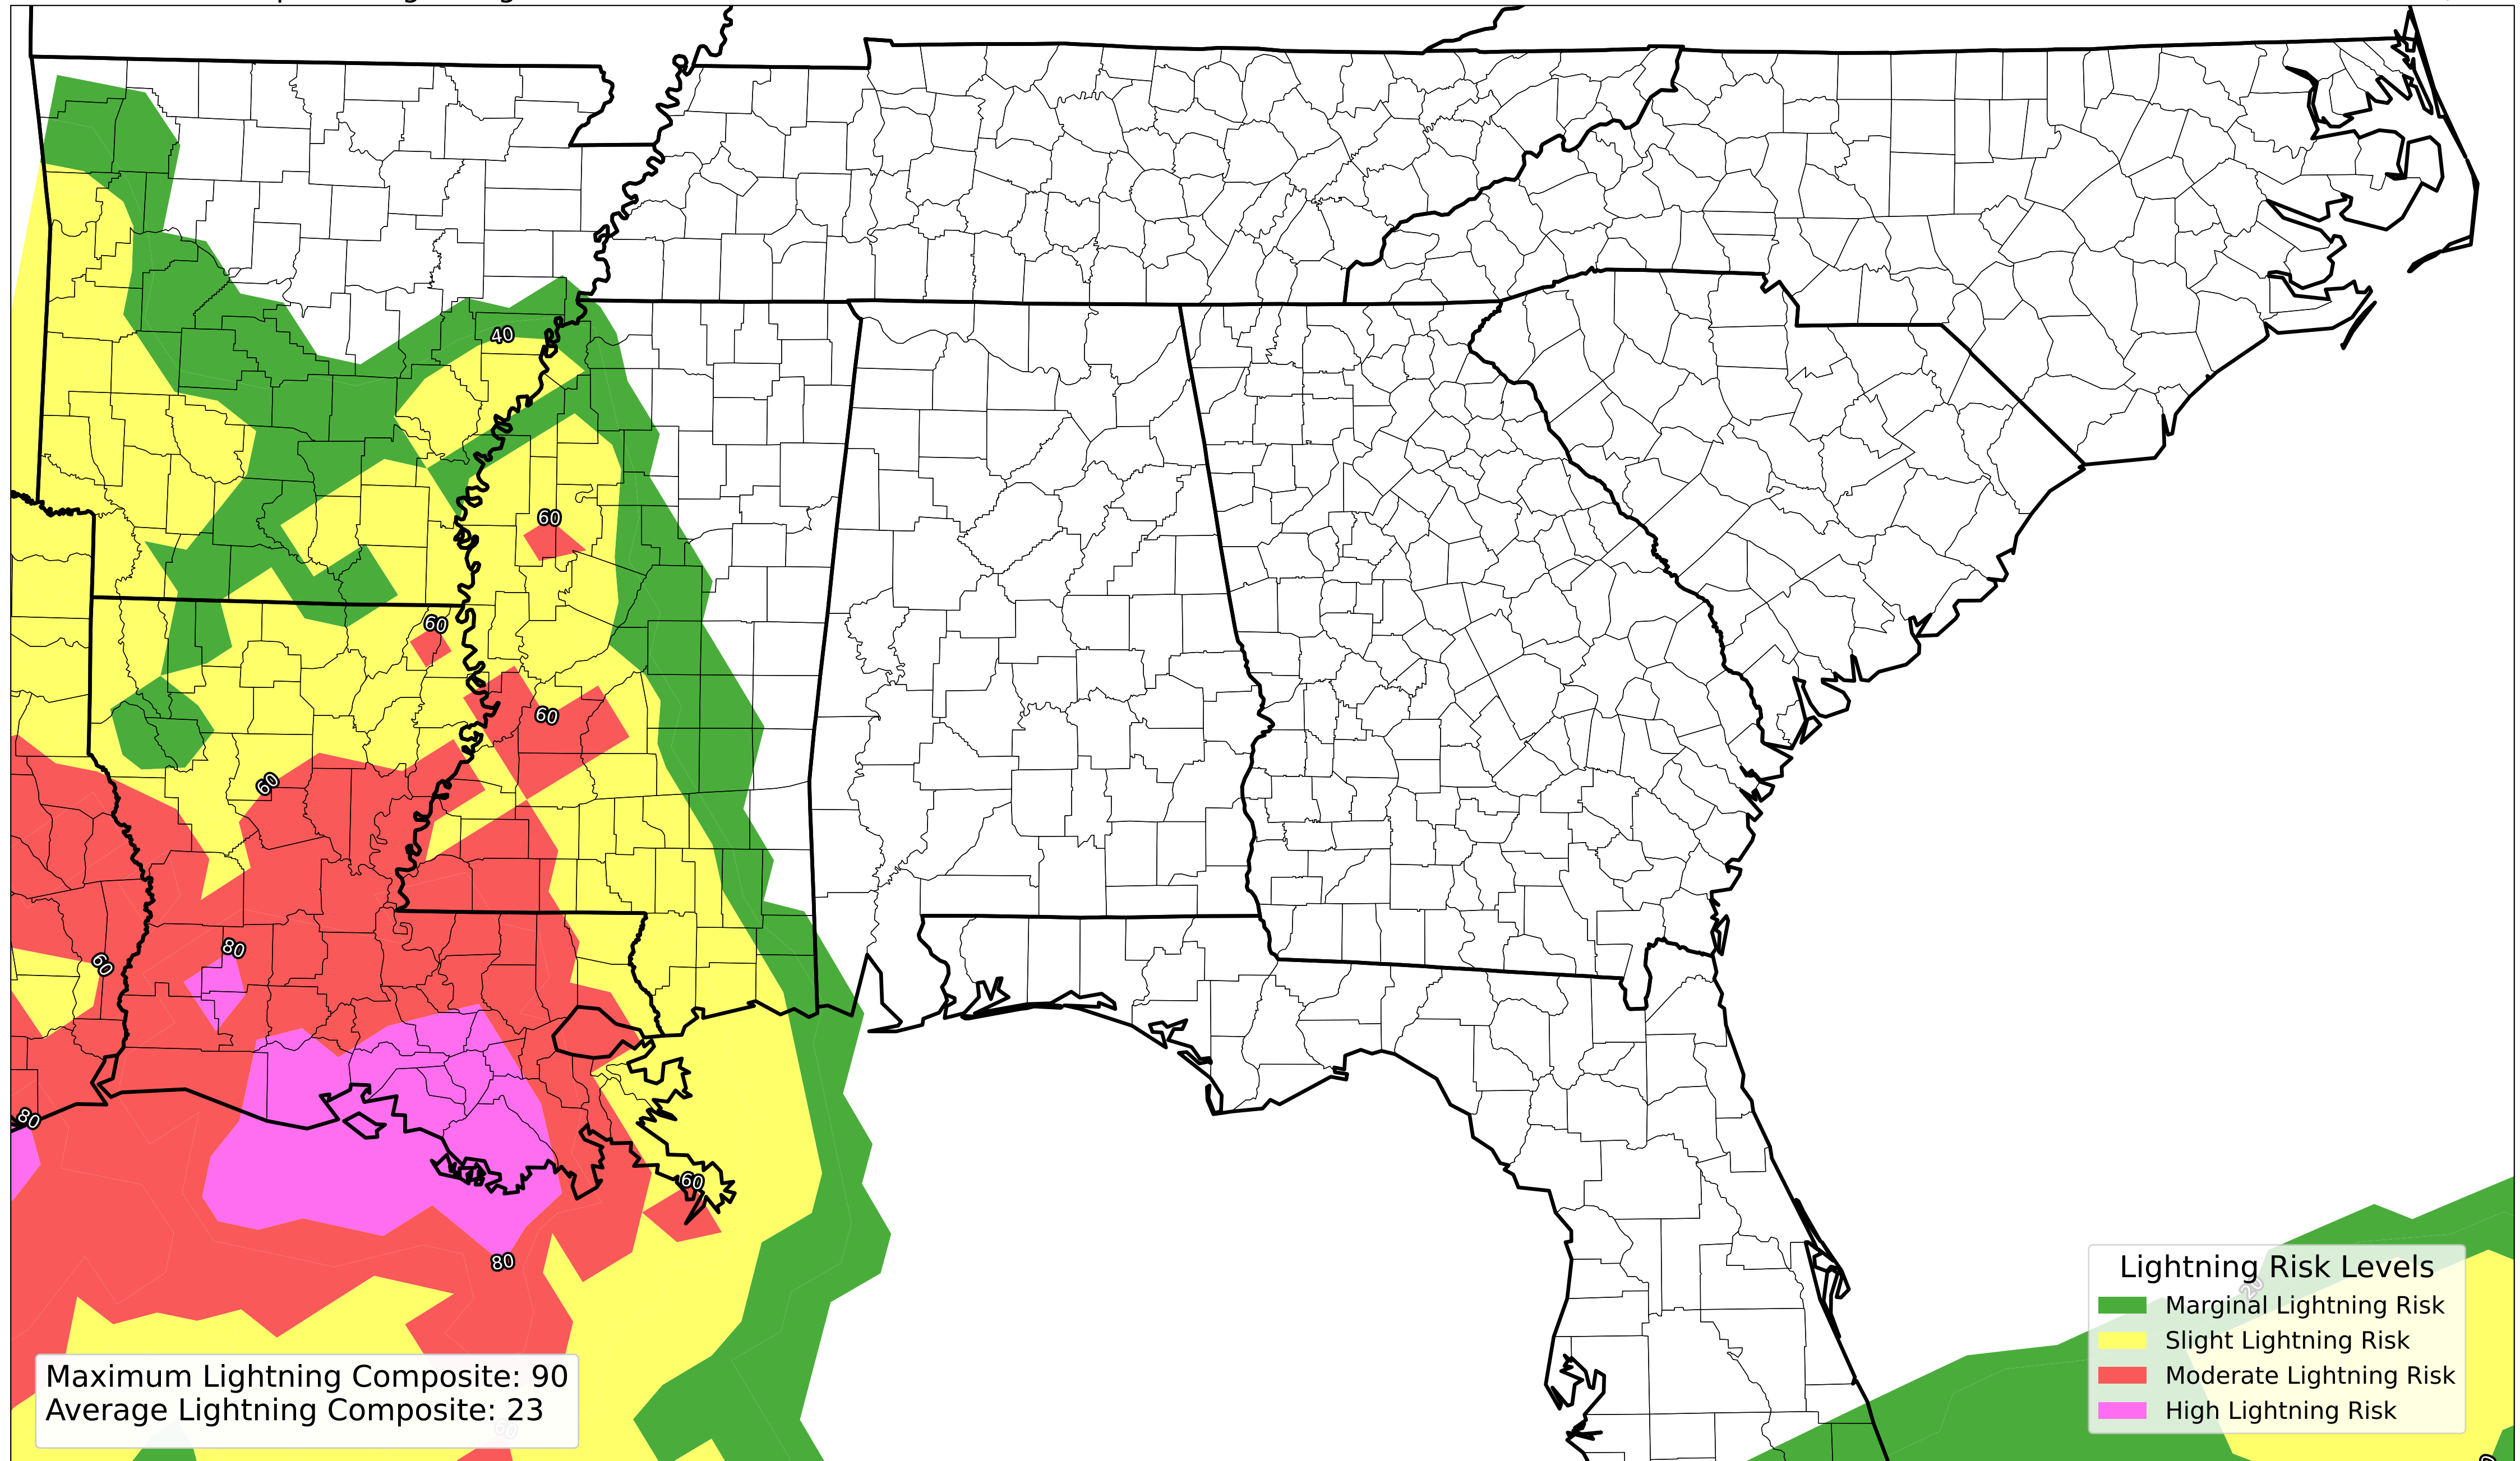 40
60
60
60
60
80
60
80
60
80
20
Lightning Risk Levels
Marginal Lightning Risk
Slight Lightning Risk
Moderate Lightning Risk
High Lightning Risk
Maximum Lightning Composite: 90
Average Lightning Composite: 23